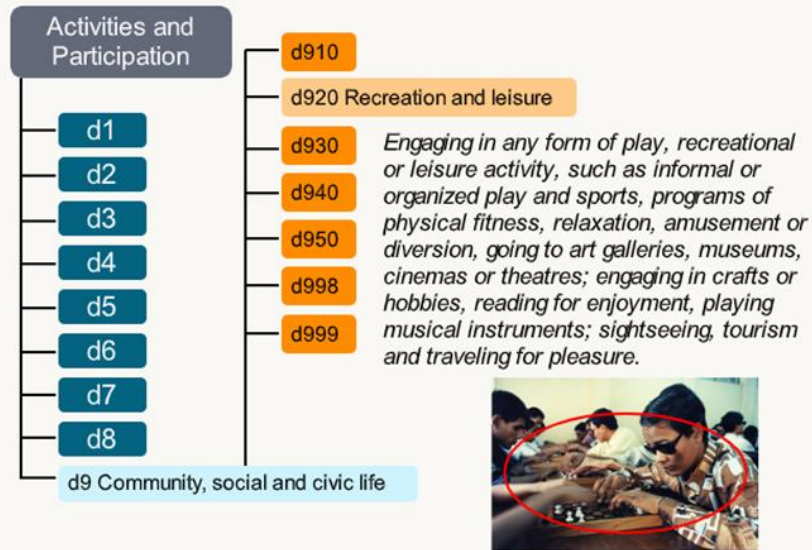 Activities and
Participation
d1
d2
d3
d4
d5
d6
d7
d8
d9 Community, social and civic life
d910
d920 Recreation and leisure
d930
d940
d950
d998
d999
Engaging in any form of play, recreational
or leisure activity, such as informal or
organized play and sports, programs of
physical fitness, relaxation, amusement or
diversion, going to art galleries, museums,
cinemas or theatres; engaging in crafts or
hobbies, reading for enjoyment, playing
musical instruments; sightseeing, tourism
and traveling for pleasure.